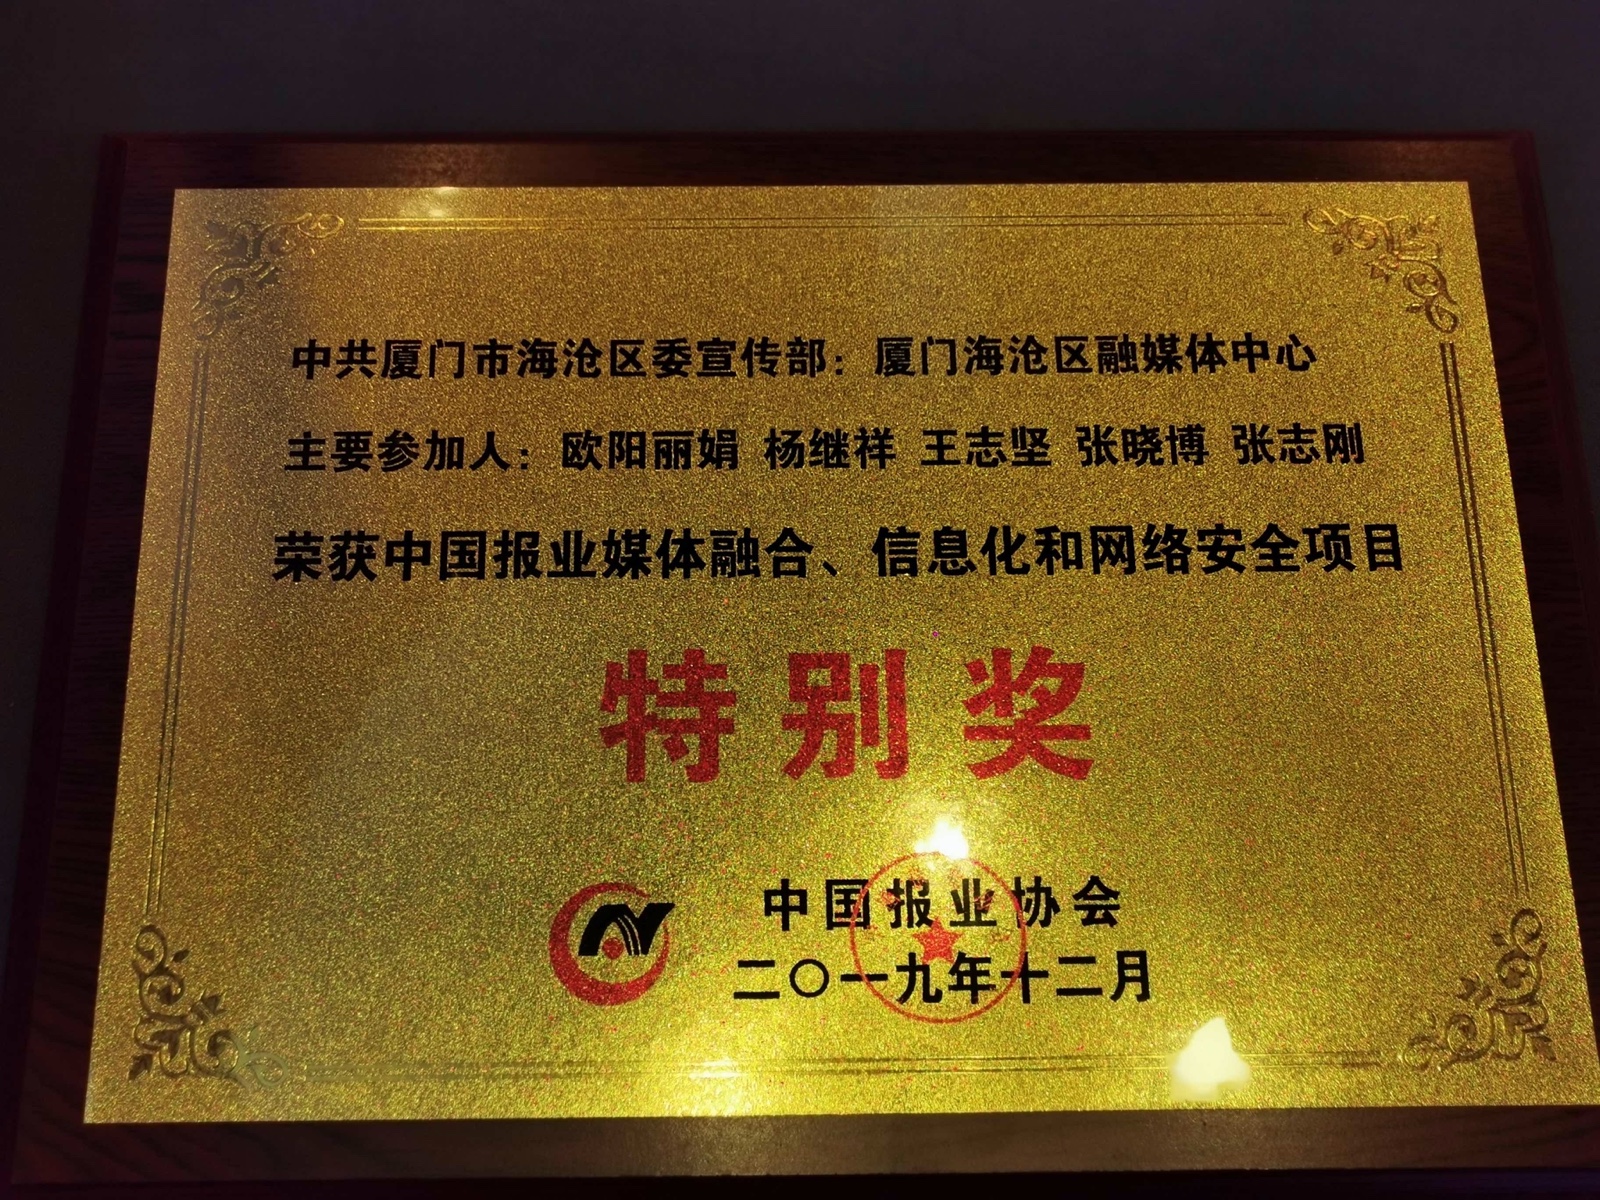 中共厦门市海沧区委宣传部：厦门海沧区融媒体中心
主要参加人：欧阳丽娟 杨继祥 王志坚 张晓博 张志刚
荣获中国报业媒体融合、信息化和网络安全项目
特别奖
中国报业协会
二〇一九年十二月